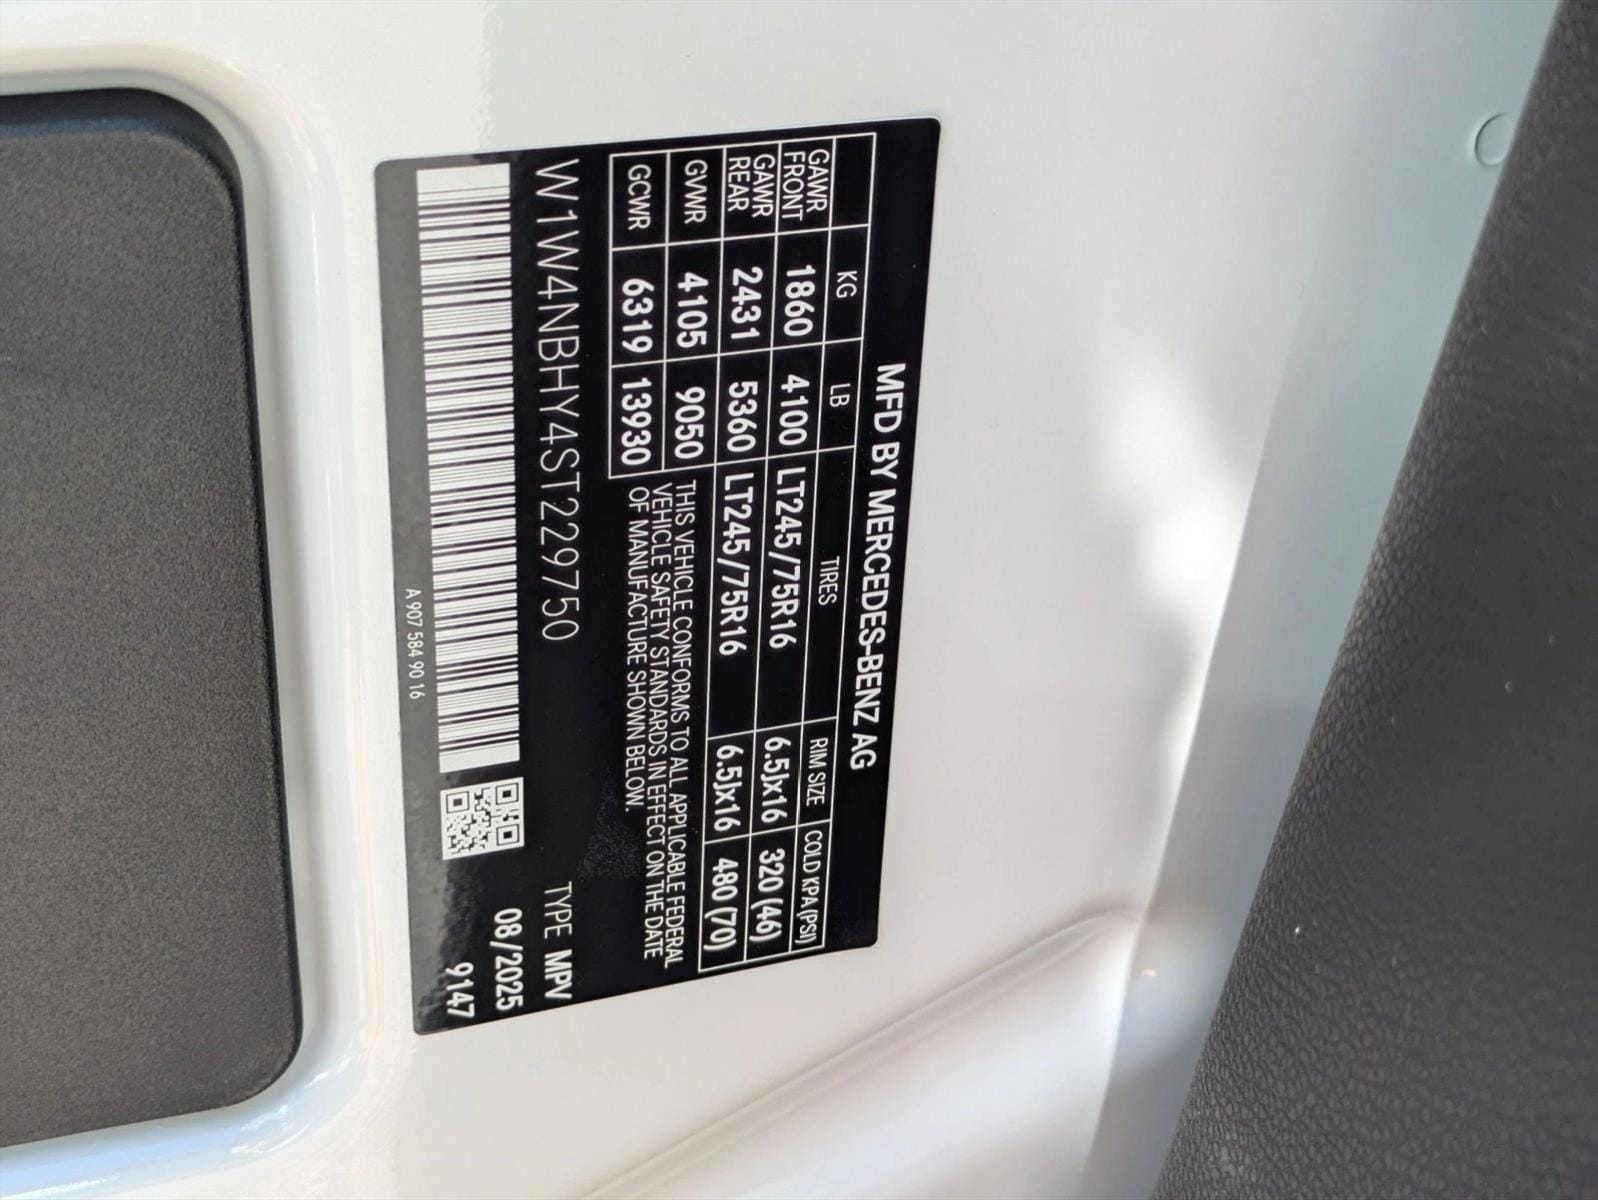 MFD BY MERCEDES-BENZ AG
KG LB TIRES RIM SIZE COLD KPA(PSI)
GAWR FRONT 1860 4100 LT245/75R16 6.5Jx16 320 (46)
GAWR REAR 2431 5360 LT245/75R16 6.5Jx16 480 (70)
GVWR 4105 9050
GCWR 6319 13930
THIS VEHICLE CONFORMS TO ALL APPLICABLE FEDERAL
VEHICLE SAFETY STANDARDS IN EFFECT ON THE DATE
OF MANUFACTURE SHOWN BELOW.
W1W4NBHY4ST229750 TYPE MPV
08/2025
9147
A 907 584 90 16